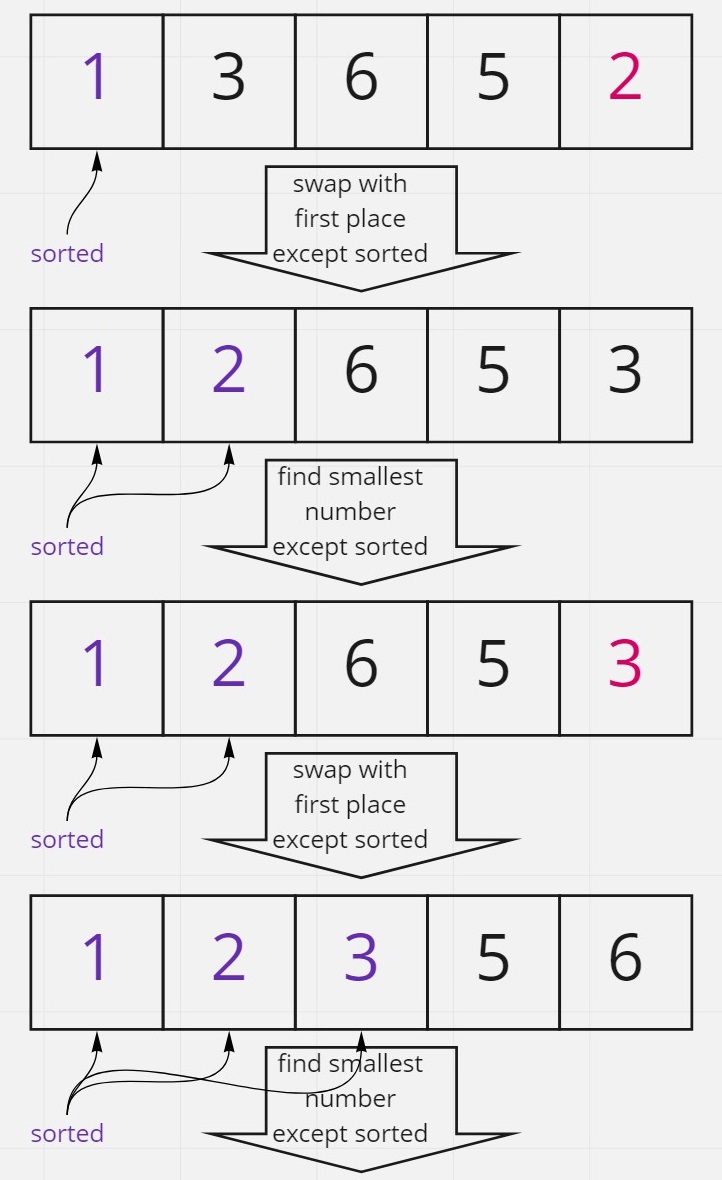 1 3 6 5 2
swap with
first place
sorted except sorted
1 2 6 5 3
find smallest
number
sorted except sorted
1 2 6 5 3
swap with
first place
sorted except sorted
1 2 3 5 6
find smallest
number
sorted except sorted